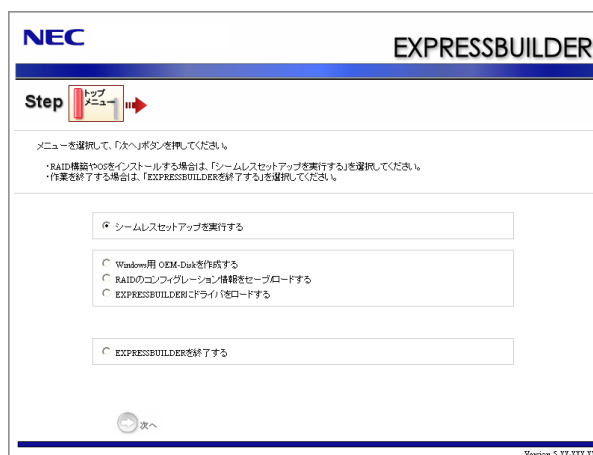 NEC
EXPRESSBUILDER
Step
トップ
メニュー
メニューを選択して、「次へ」ボタンを押してください。
・RAID構築やOSをインストールする場合は、「シームレスセットアップを実行する」を選択してください。
・作業を終了する場合は、「EXPRESSBUILDERを終了する」を選択してください。
シームレスセットアップを実行する
Windows用 OEM-Diskを作成する
RAIDのコンフィグレーション情報をセーブ/ロードする
EXPRESSBUILDERにドライバをロードする
EXPRESSBUILDERを終了する
次へ